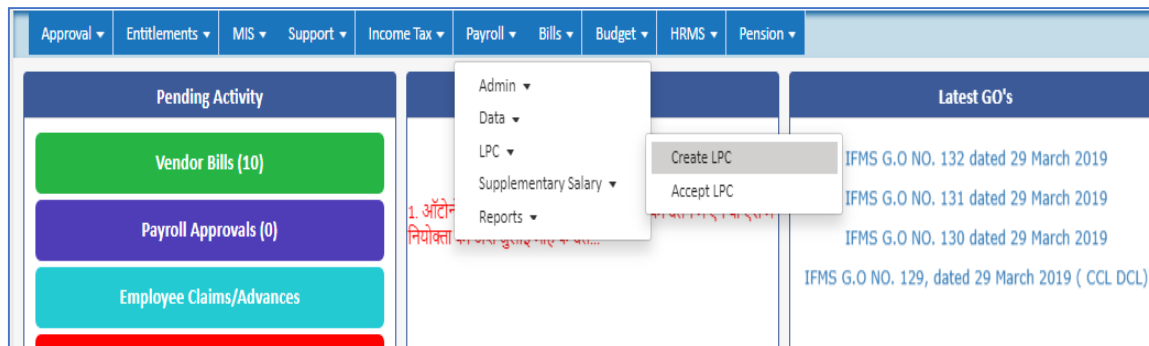 Approval Entitlements MIS Support Income Tax Payroll Bills Budget HRMS Pension
Pending Activity
Vendor Bills (10)
Payroll Approvals (0)
Employee Claims/Advances
Admin
Data
LPC
Supplementary Salary
Reports
Create LPC
Accept LPC
1.
नियोक्ता
Latest GO's
IFMS G.O NO. 132 dated 29 March 2019
IFMS G.O NO. 131 dated 29 March 2019
IFMS G.O NO. 130 dated 29 March 2019
IFMS G.O NO. 129, dated 29 March 2019 ( CCL DCL)